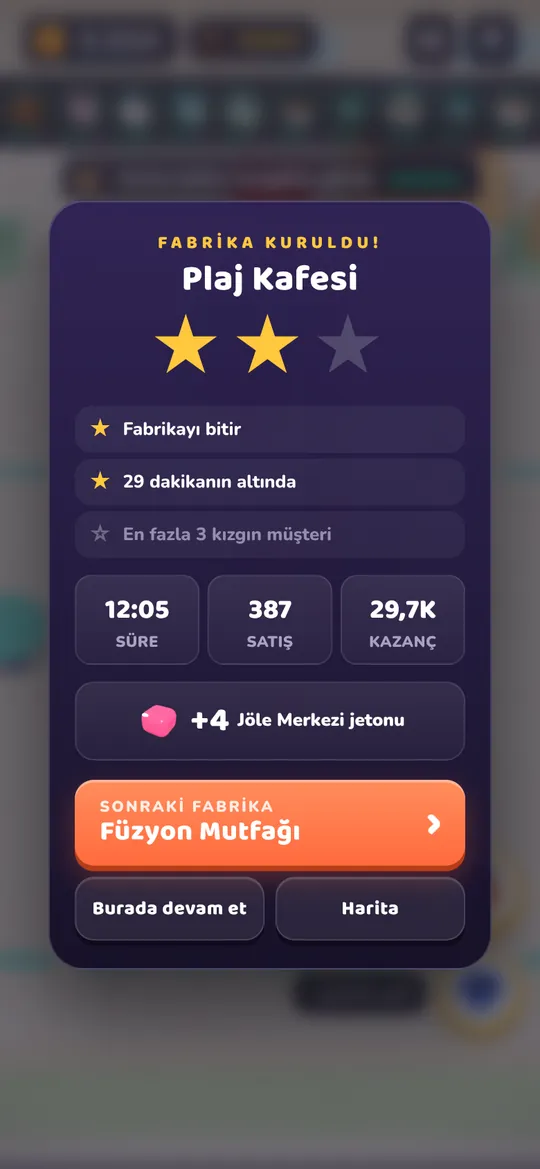 FABRİKA KURULDU!
Plaj Kafesi
Fabrikayı bitir
29 dakikanın altında
En fazla 3 kızgın müşteri
12:05
387
29,7K
SÜRE
SATIŞ
KAZANÇ
+4 Jöle Merkezi jetonu
SONRAKİ FABRİKA
Füzyon Mutfağı
Burada devam et
Harita